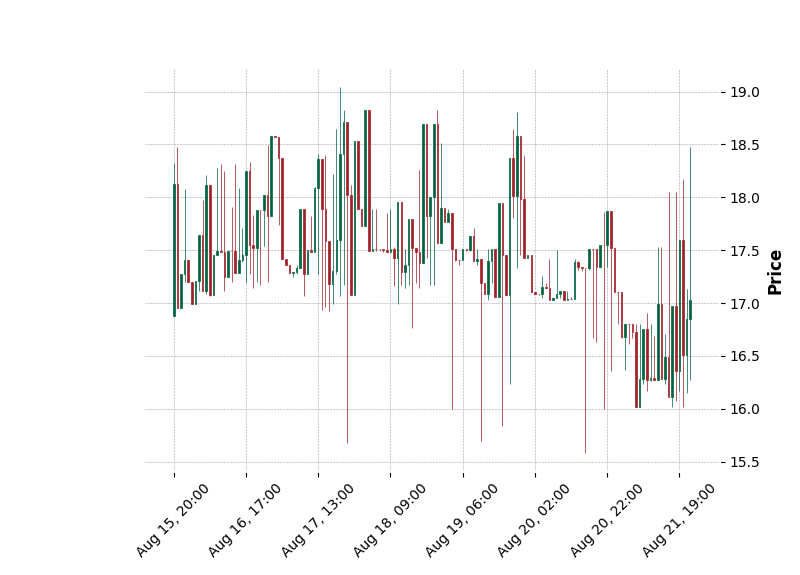 19.0
18.5
18.0
17.5
17.0
16.5
16.0
15.5
Price
Aug 15, 20:00
Aug 16, 17:00
Aug 17, 13:00
Aug 18, 09:00
Aug 19, 06:00
Aug 20, 02:00
Aug 20, 22:00
Aug 21, 19:00